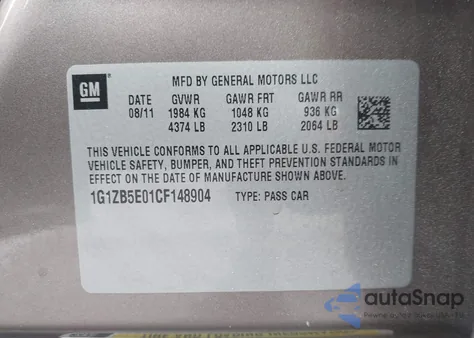 GM
MFD BY GENERAL MOTORS LLC
DATE GVWR GAWR FRT GAWR RR
08/11 1984 KG 1048 KG 936 KG
4374 LB 2310 LB 2064 LB
THIS VEHICLE CONFORMS TO ALL APPLICABLE U.S. FEDERAL MOTOR
VEHICLE SAFETY, BUMPER, AND THEFT PREVENTION STANDARDS IN
EFFECT ON THE DATE OF MANUFACTURE SHOWN ABOVE.
1G1ZB5E01CF148904 TYPE: PASS CAR
autoSnap